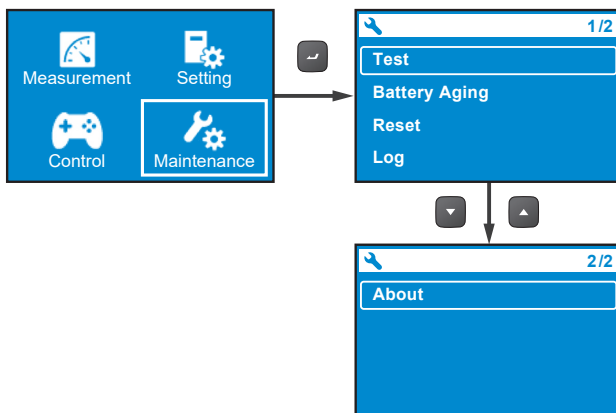 Measurement
Setting
Control
Maintenance
1/2
Test
Battery Aging
Reset
Log
2/2
About